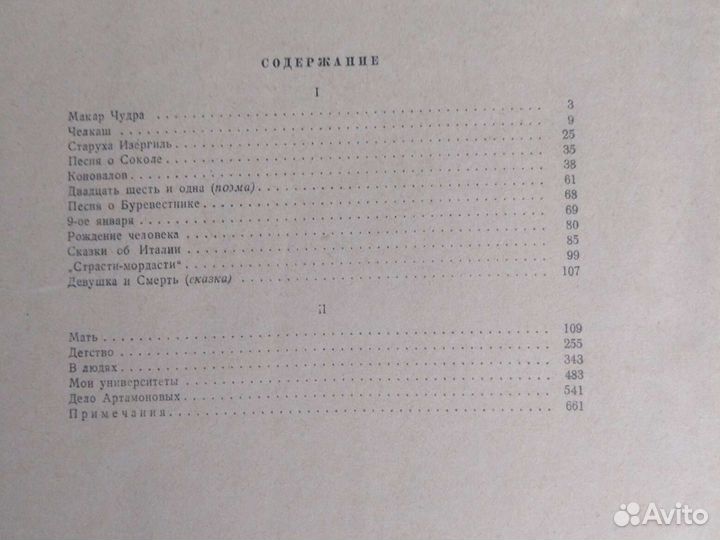 СОДЕРЖАНИЕ
I
Макар Чудра . . . . . . . . . . . . . . . . . . . . 3
Челкаш . . . . . . . . . . . . . . . . . . . . 9
Старуха Изергиль . . . . . . . . . . . . . . . . . . . . 25
Песня о Соколе . . . . . . . . . . . . . . . . . . . . 35
Коновалов . . . . . . . . . . . . . . . . . . . . 38
Двадцать шесть и одна (поэма) . . . . . . . . . . . . . . . . . . . . 61
Песня о Буревестнике . . . . . . . . . . . . . . . . . . . . 68
9-ое января . . . . . . . . . . . . . . . . . . . . 69
Рождение человека . . . . . . . . . . . . . . . . . . . . 80
Сказки об Италии . . . . . . . . . . . . . . . . . . . . 85
„Страсти-мордасти“ . . . . . . . . . . . . . . . . . . . . 99
Девушка и Смерть (сказка) . . . . . . . . . . . . . . . . . . . . 107
II
Мать . . . . . . . . . . . . . . . . . . . . 109
Детство . . . . . . . . . . . . . . . . . . . . 255
В людях . . . . . . . . . . . . . . . . . . . . 343
Мои университеты . . . . . . . . . . . . . . . . . . . . 483
Дело Артамоновых . . . . . . . . . . . . . . . . . . . . 541
Примечания . . . . . . . . . . . . . . . . . . . . 661
Avito